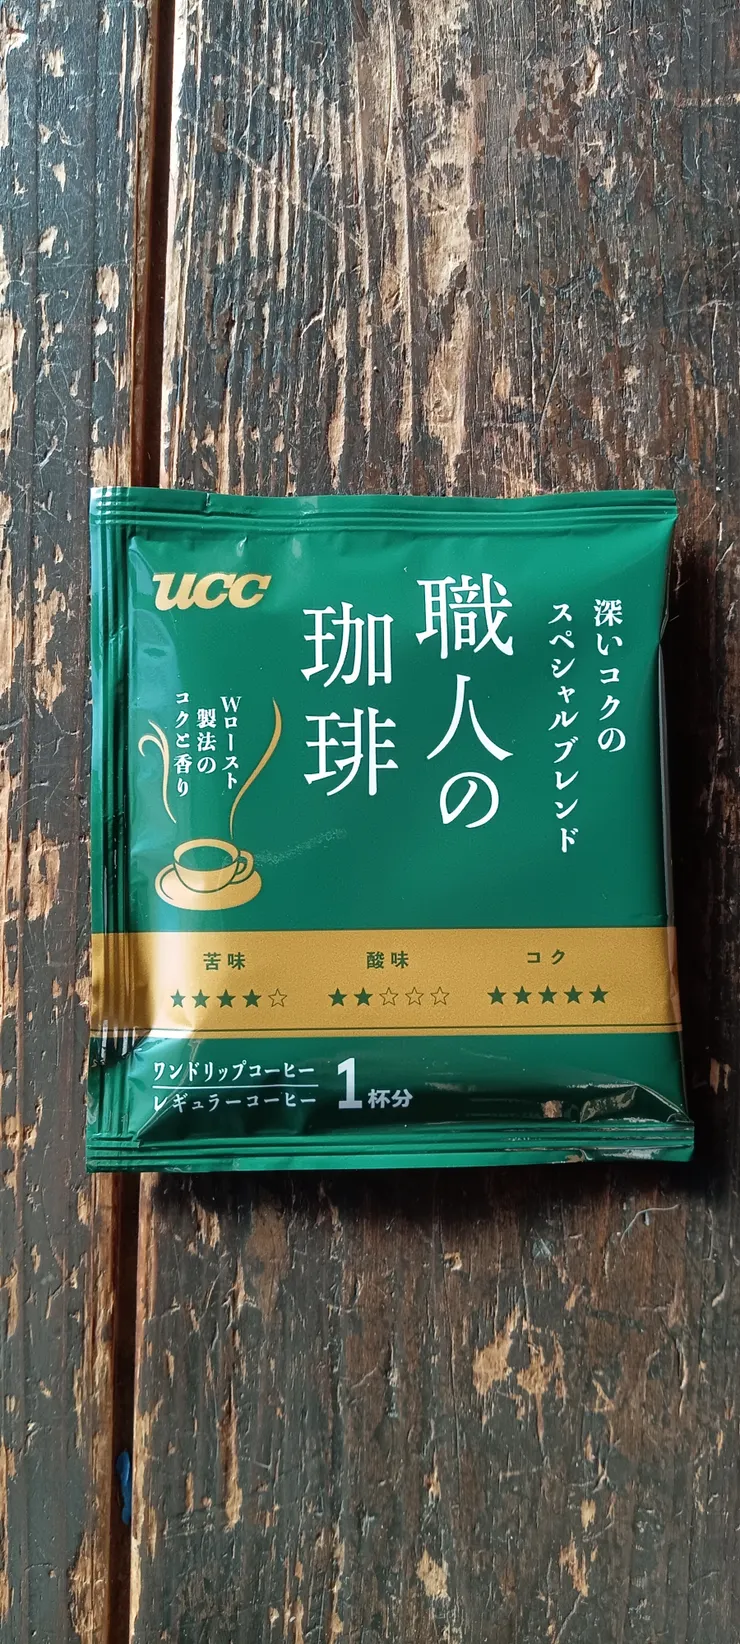 UCC
深いコクの
スペシャルブレンド
職人の
珈琲
Wロースト
製法の
コクと香り
苦味 酸味 コク
★★★★☆ ★★☆☆☆ ★★★★★
ワンドリップコーヒー
レギュラーコーヒー
1杯分